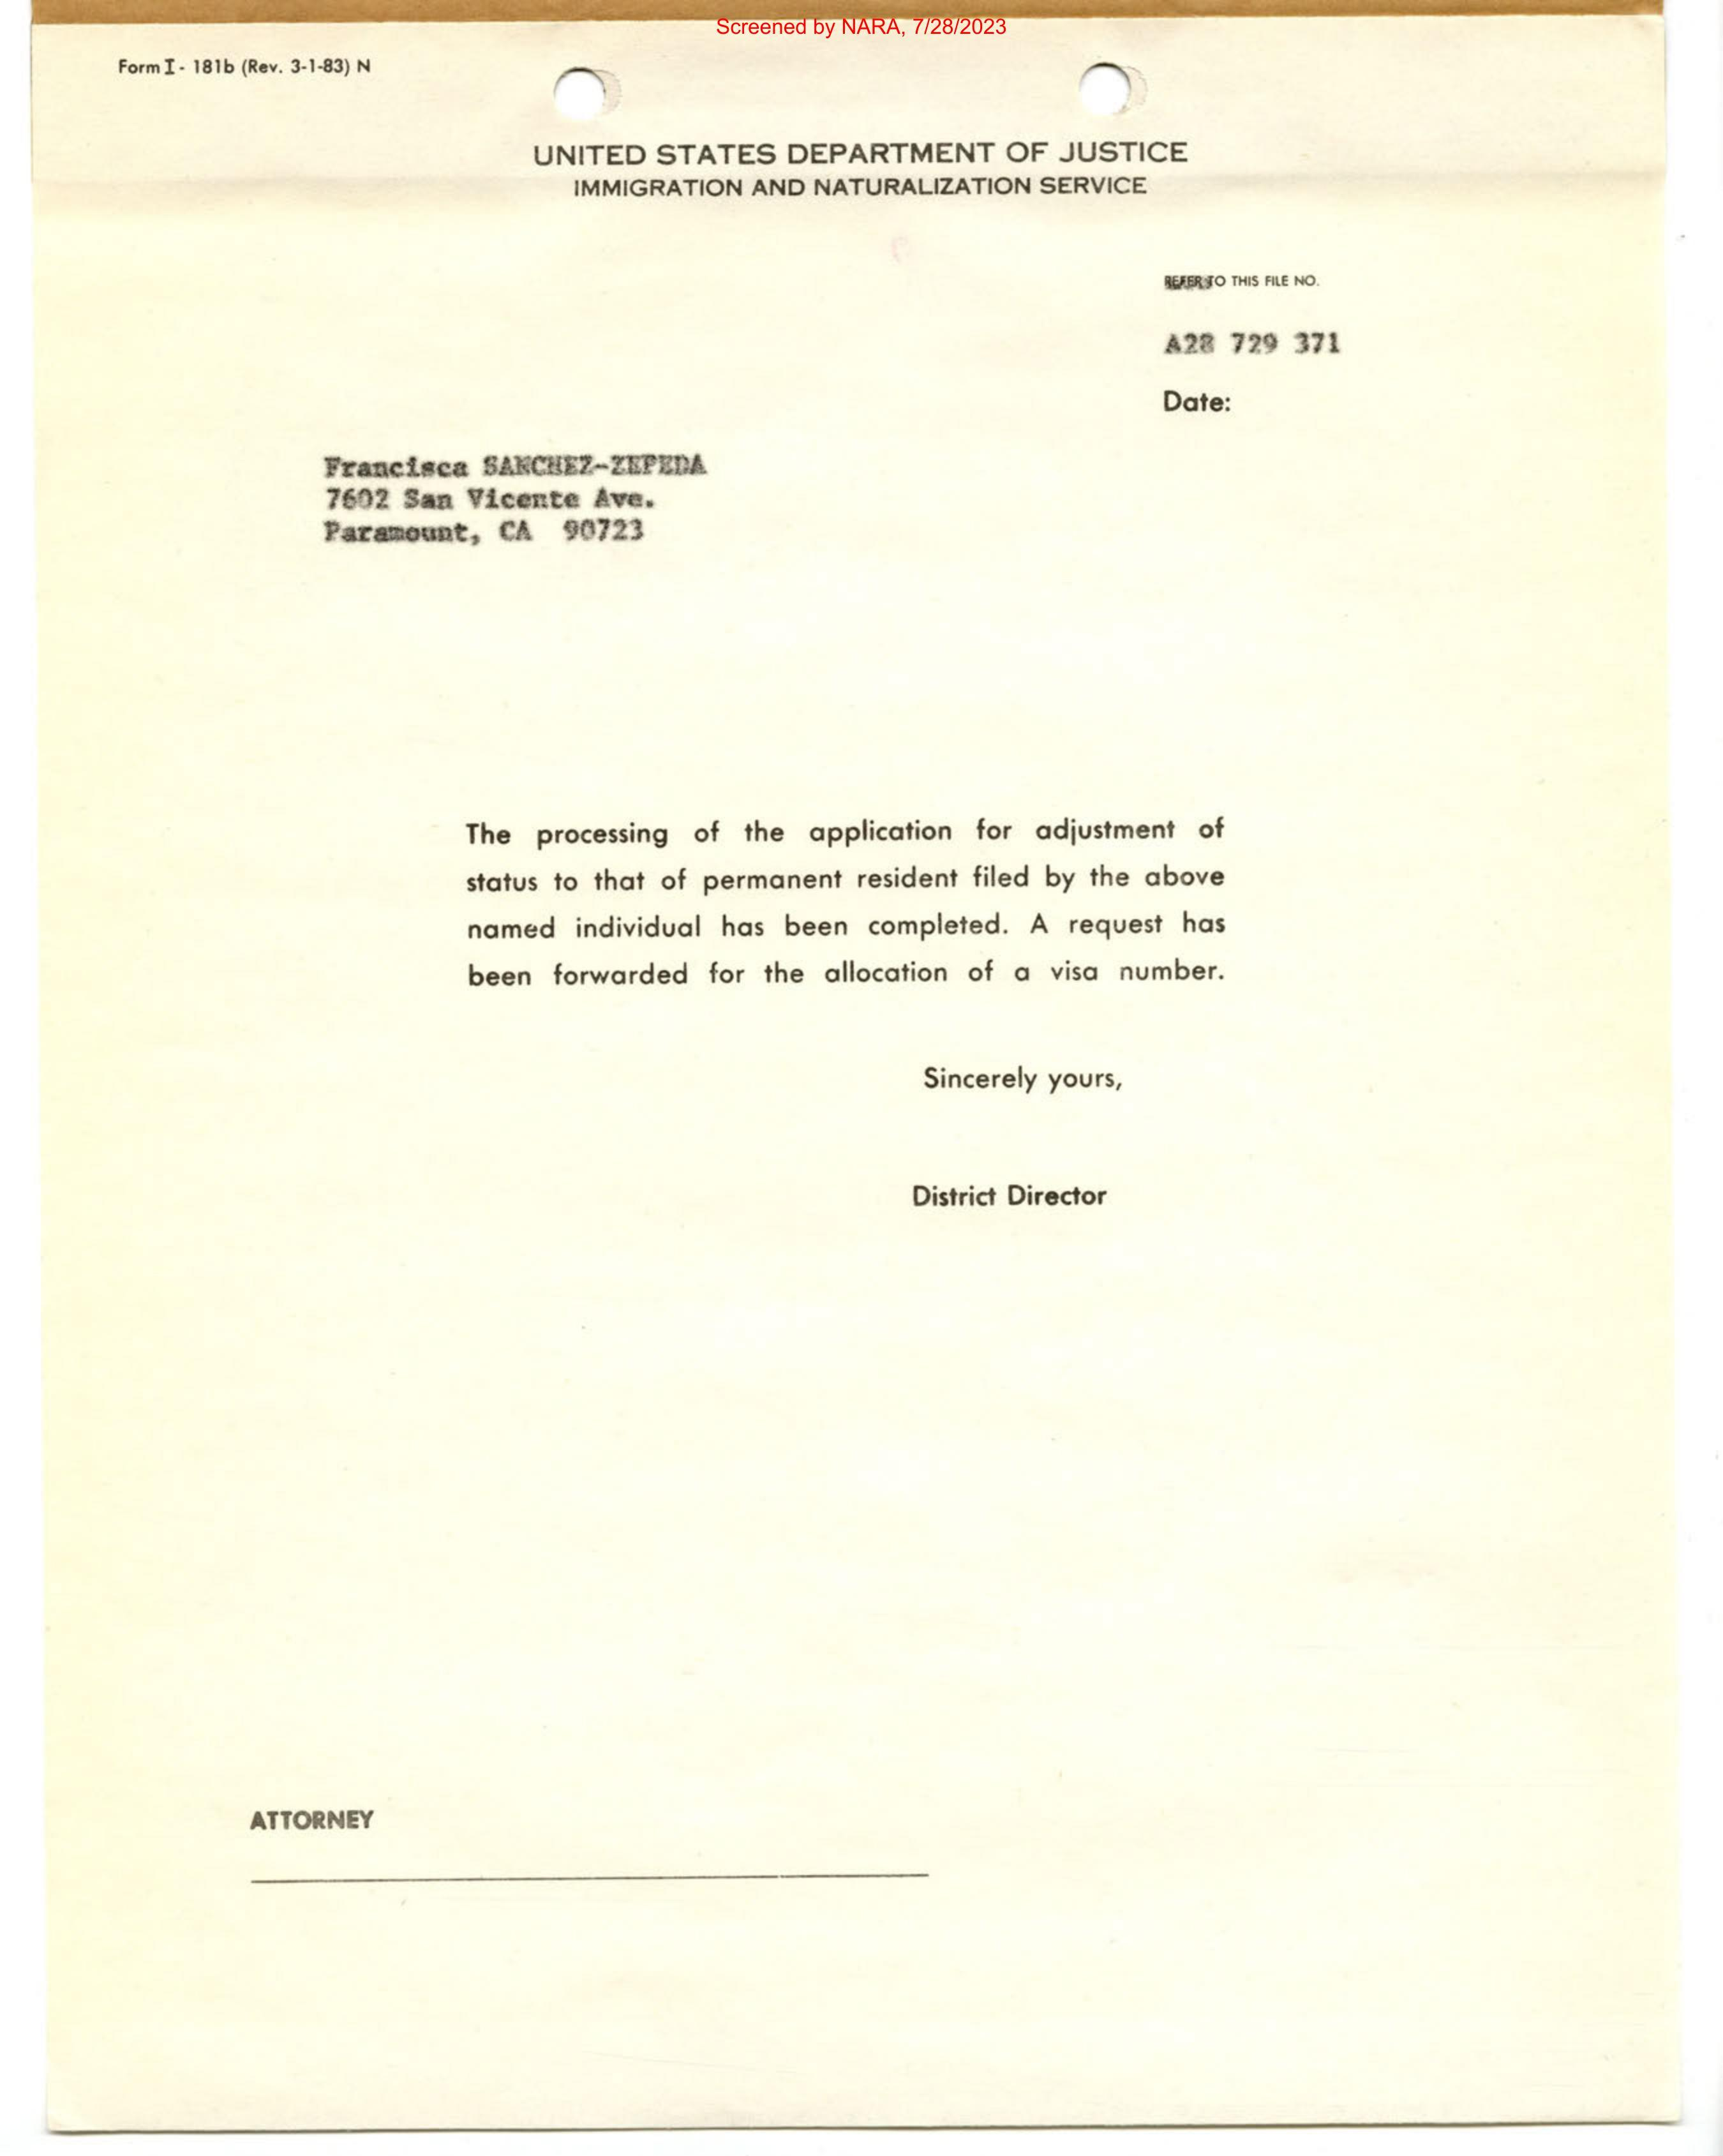 Screened by NARA, 7/28/2023
Form I - 181b (Rev. 3-1-83) N
UNITED STATES DEPARTMENT OF JUSTICE
IMMIGRATION AND NATURALIZATION SERVICE
REFER TO THIS FILE NO.
A28 729 371
Date:
Francisca SANCHEZ-ZEPEDA
7602 San Vicente Ave.
Paramount, CA 90723
The processing of the application for adjustment of
status to that of permanent resident filed by the above
named individual has been completed. A request has
been forwarded for the allocation of a visa number.
Sincerely yours,
District Director
ATTORNEY